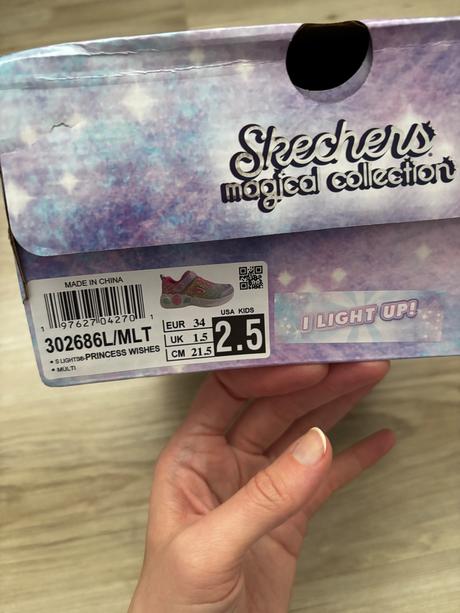 Skechers
magical collection
MADE IN CHINA
1 97627 04270 1
302686L/MLT
• S LIGHTS®-PRINCESS WISHES
• MULTI
EUR 34
UK 1.5
CM 21.5
USA KIDS
2.5
I LIGHT UP!